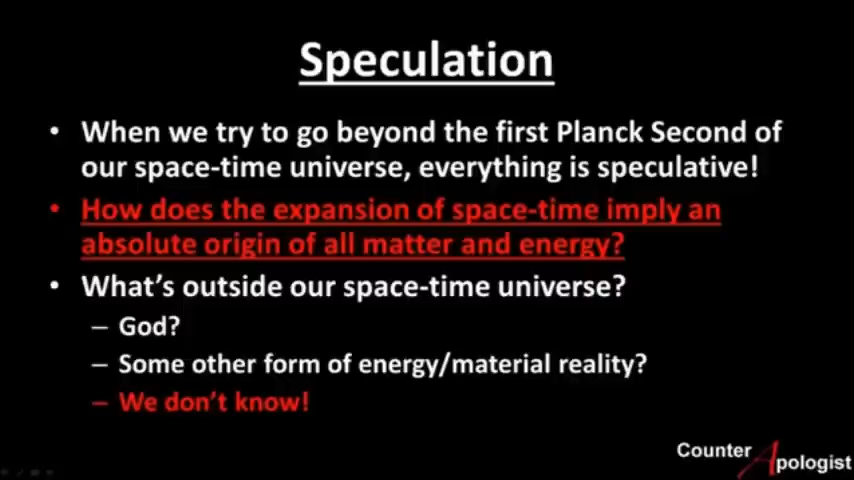 Speculation
• When we try to go beyond the first Planck Second of
our space-time universe, everything is speculative!
• How does the expansion of space-time imply an
absolute origin of all matter and energy?
• What's outside our space-time universe?
– God?
– Some other form of energy/material reality?
– We don't know!
Counter
Apologist